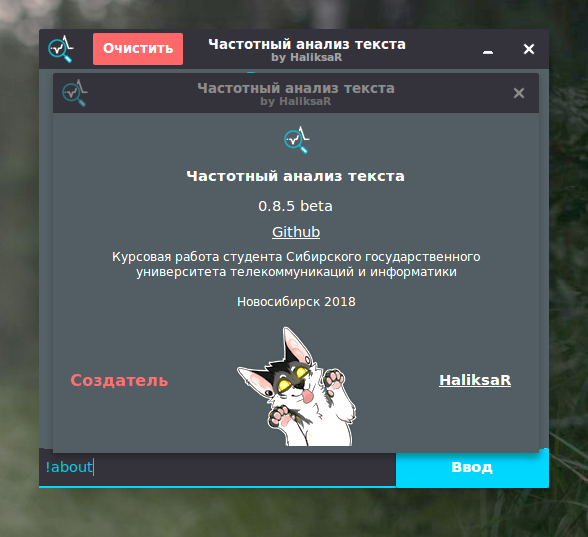 Очистить
Частотный анализ текста
by HaliksaR
Частотный анализ текста
by HaliksaR
Частотный анализ текста
0.8.5 beta
Github
Курсовая работа студента Сибирского государственного
университета телекоммуникаций и информатики
Новосибирск 2018
Создатель
HaliksaR
!about
Ввод